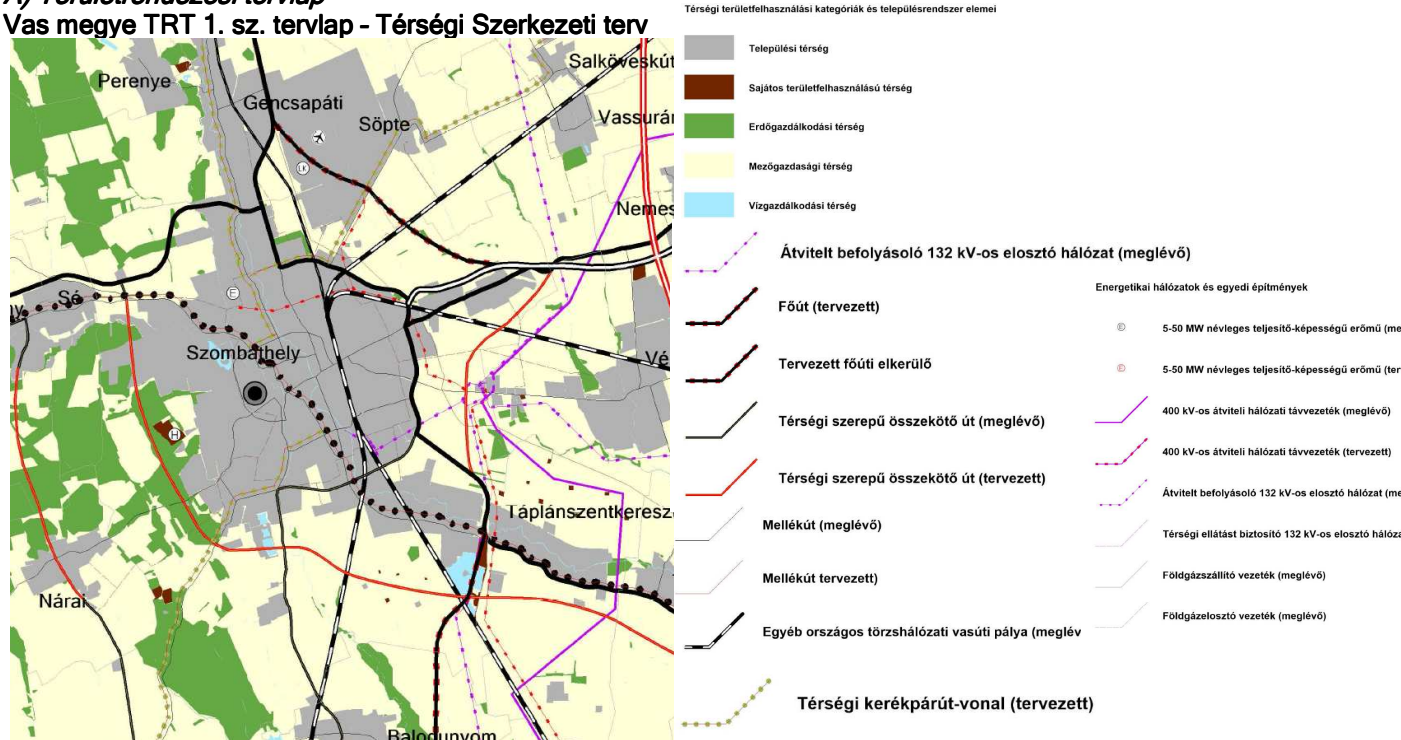 A) Területrendezési tervlap
Vas megye TRT 1. sz. tervlap - Térségi Szerkezeti terv
Perenye
Gencsapáti
Söpte
Salköveskút
Vassurán
Nemes
LK
E
Sé
ny
Szombathely
Vé
H
Táplánszentkeresz
Nárai
Balogunyom
Térségi területfelhasználási kategóriák és településrendszer elemei
Települési térség
Sajátos területfelhasználású térség
Erdőgazdálkodási térség
Mezőgazdasági térség
Vízgazdálkodási térség
Átvitelt befolyásoló 132 kV-os elosztó hálózat (meglévő)
Főút (tervezett)
Tervezett főúti elkerülő
Térségi szerepű összekötő út (meglévő)
Térségi szerepű összekötő út (tervezett)
Mellékút (meglévő)
Mellékút tervezett)
Egyéb országos törzshálózati vasúti pálya (meglév
Térségi kerékpárút-vonal (tervezett)
Energetikai hálózatok és egyedi építmények
E 5-50 MW névleges teljesítő-képességű erőmű (me
E 5-50 MW névleges teljesítő-képességű erőmű (ter
400 kV-os átviteli hálózati távvezeték (meglévő)
400 kV-os átviteli hálózati távvezeték (tervezett)
Átvitelt befolyásoló 132 kV-os elosztó hálózat (me
Térségi ellátást biztosító 132 kV-os elosztó hálóza
Földgázszállító vezeték (meglévő)
Földgázelosztó vezeték (meglévő)